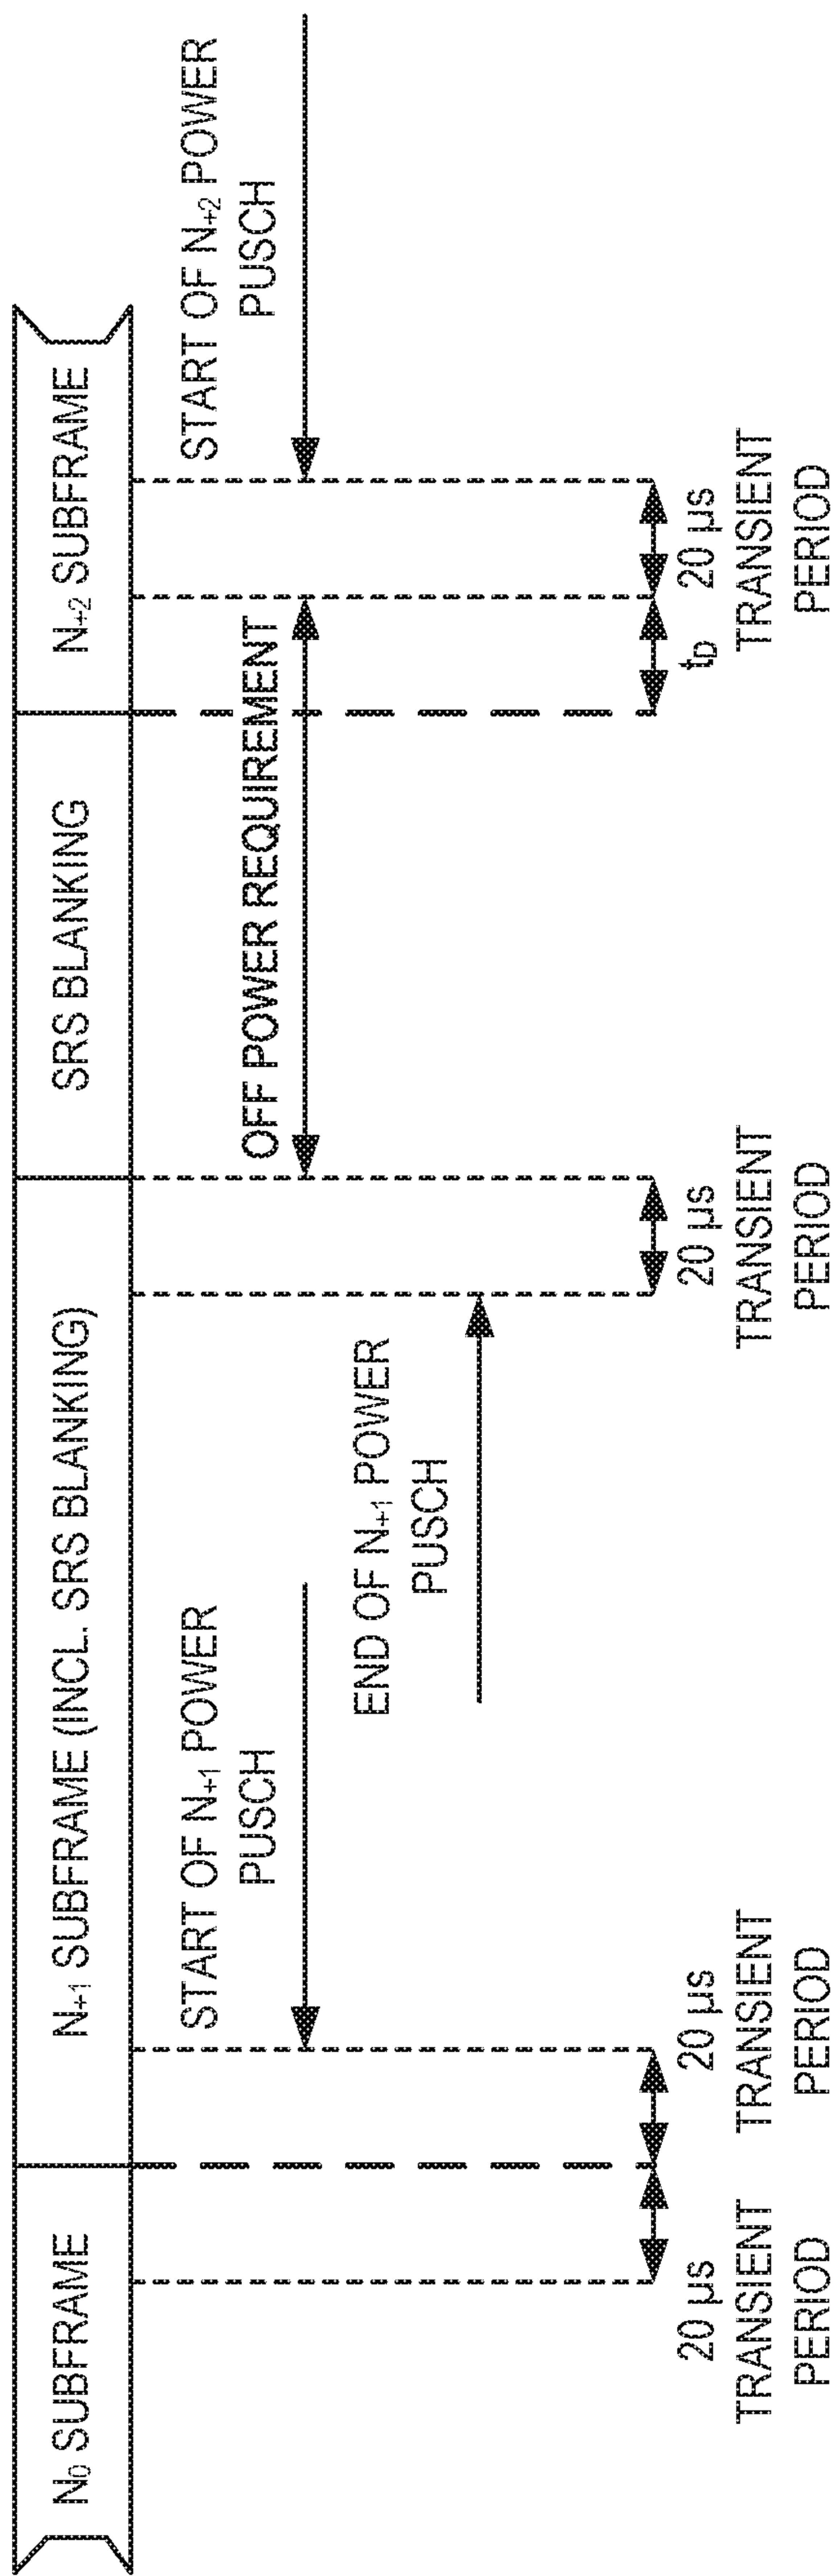 N0 SUBFRAME
N+1 SUBFRAME (INCL. SRS BLANKING)
SRS BLANKING
N+2 SUBFRAME
START OF N+1 POWER
PUSCH
END OF N+1 POWER
PUSCH
OFF POWER REQUIREMENT
START OF N+2 POWER
PUSCH
20 µs
TRANSIENT
PERIOD
20 µs
TRANSIENT
PERIOD
20 µs
TRANSIENT
PERIOD
tD
20 µs
TRANSIENT
PERIOD